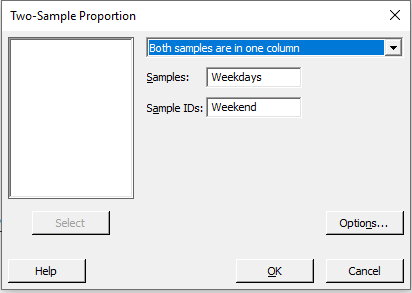 Two-Sample Proportion
Both samples are in one column
Samples: Weekdays
Sample IDs: Weekend
Select
Options...
Help
OK
Cancel